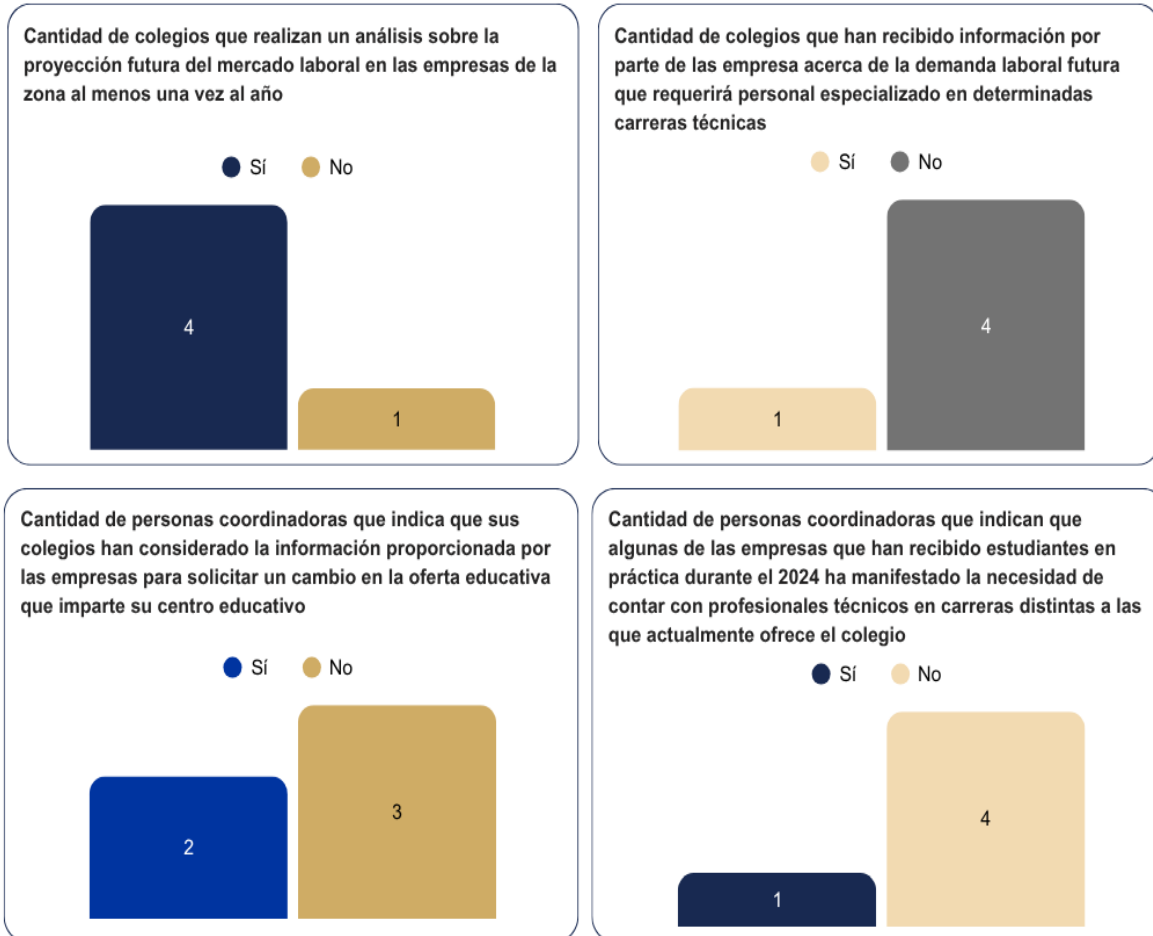 Cantidad de colegios que realizan un análisis sobre la
proyección futura del mercado laboral en las empresas de la
zona al menos una vez al año
Sí No
4
1
Cantidad de colegios que han recibido información por
parte de las empresa acerca de la demanda laboral futura
que requerirá personal especializado en determinadas
carreras técnicas
Sí No
1
4
Cantidad de personas coordinadoras que indica que sus
colegios han considerado la información proporcionada por
las empresas para solicitar un cambio en la oferta educativa
que imparte su centro educativo
Sí No
2
3
Cantidad de personas coordinadoras que indican que
algunas de las empresas que han recibido estudiantes en
práctica durante el 2024 ha manifestado la necesidad de
contar con profesionales técnicos en carreras distintas a las
que actualmente ofrece el colegio
Sí No
1
4